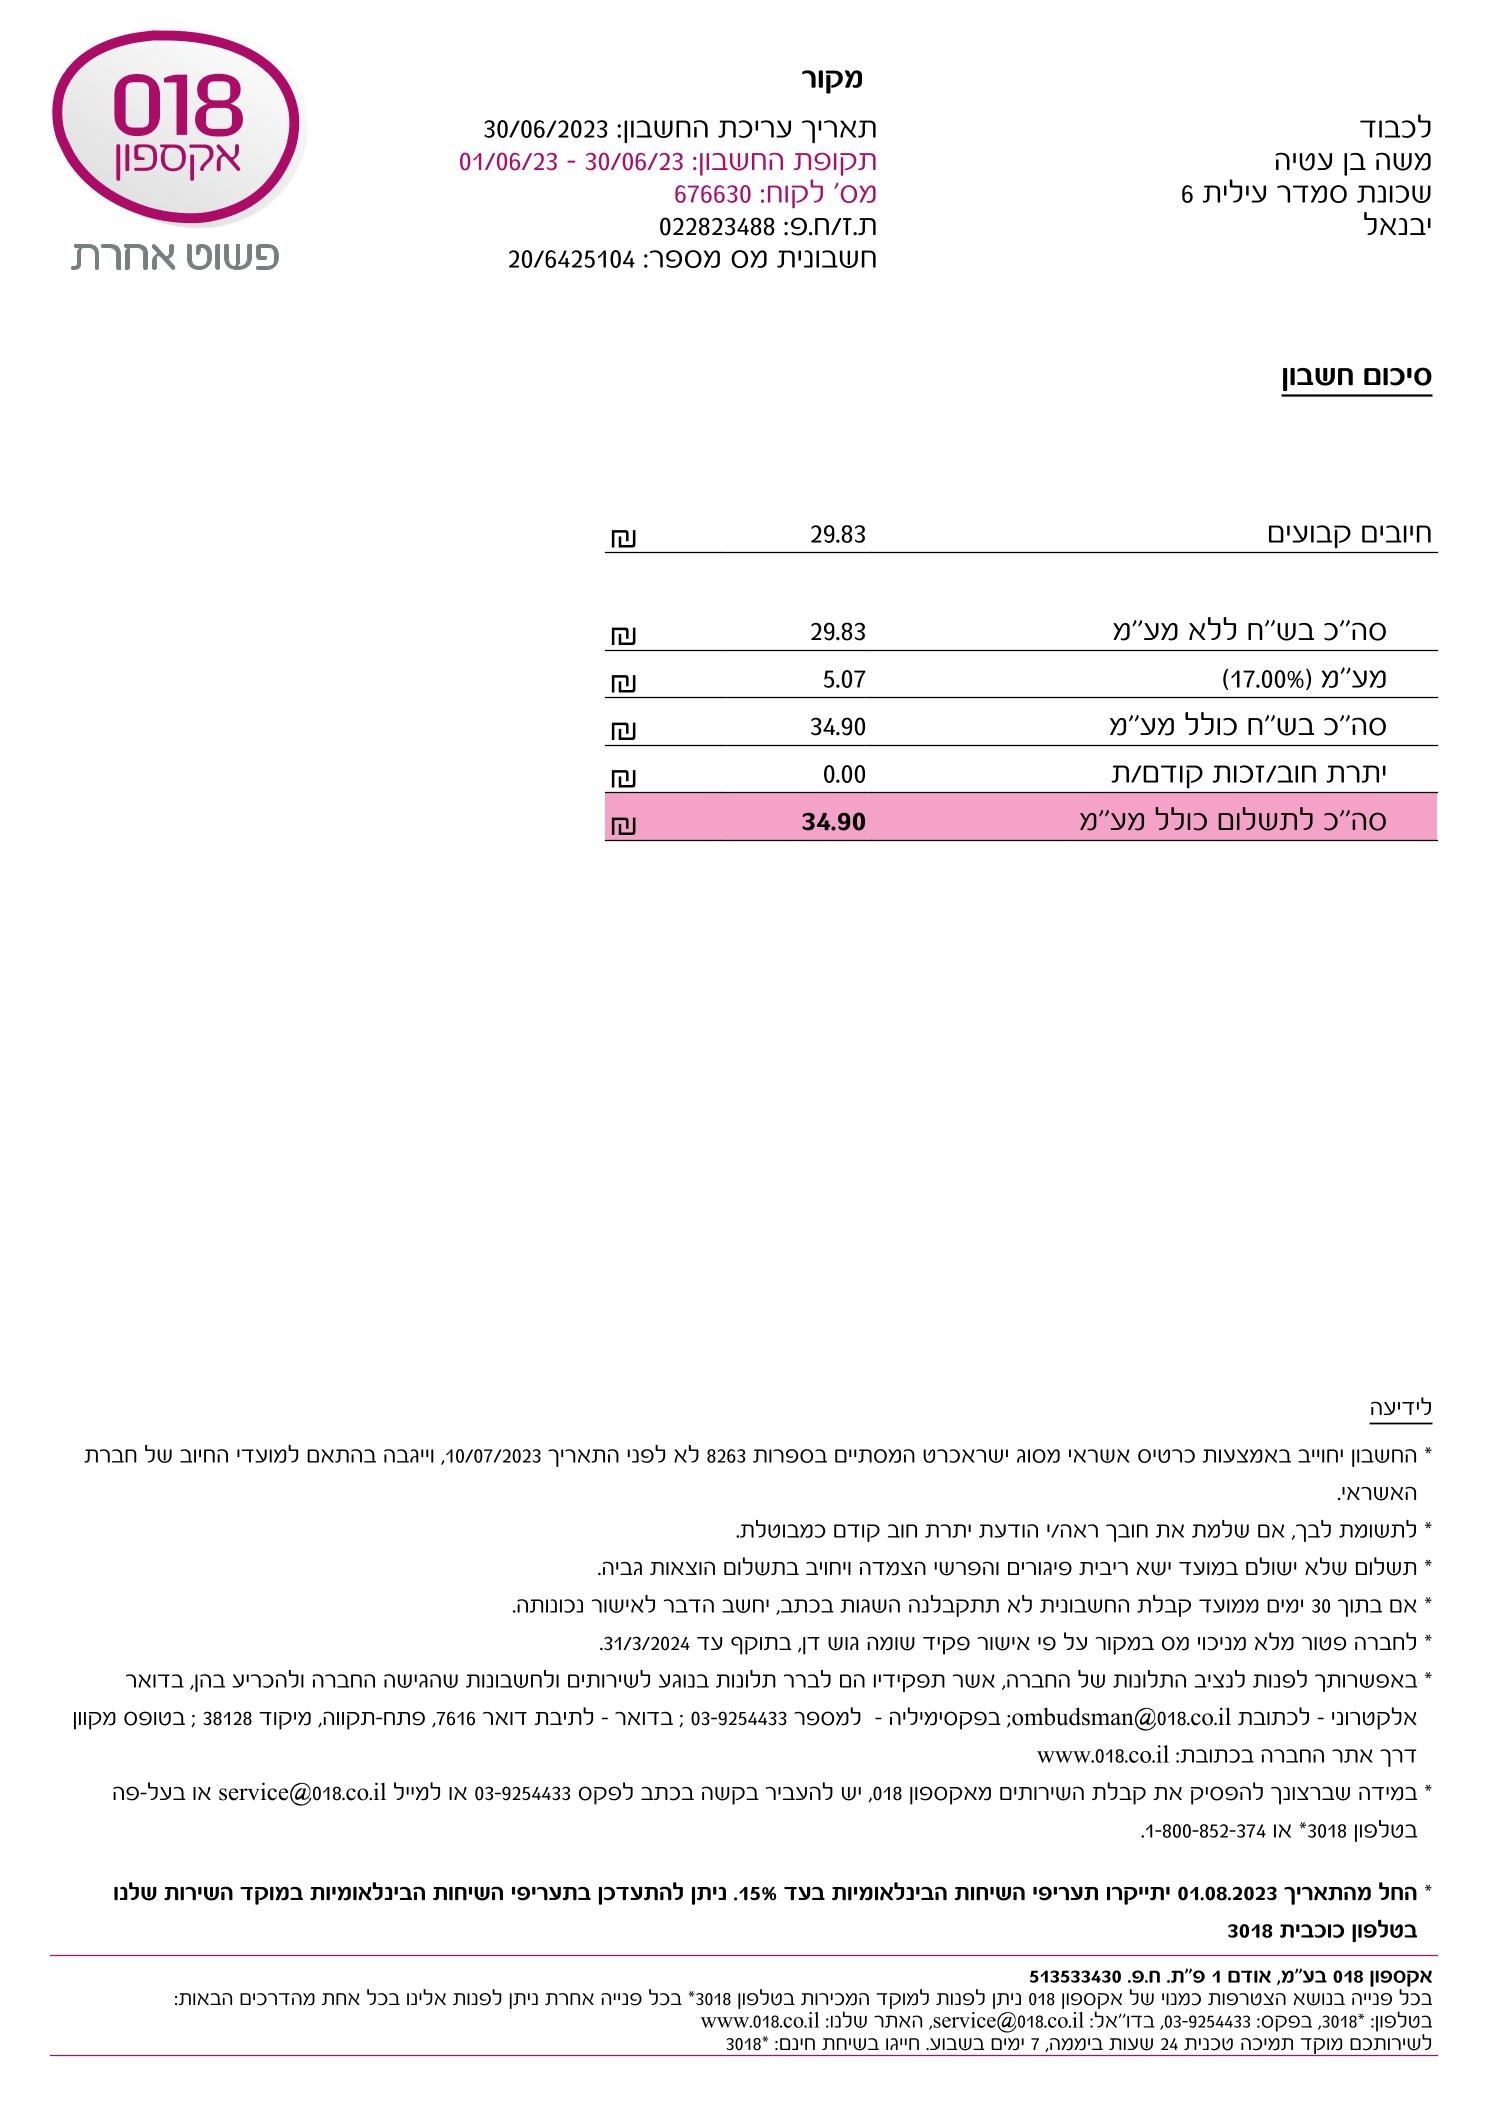 018
אקספון
פשוט אחרת
מקור
תאריך עריכת החשבון: 30/06/2023
תקופת החשבון: 30/06/23 - 01/06/23
מס' לקוח: 676630
ת.ז/ח.פ: 022823488
חשבונית מס מספר: 20/6425104
לכבוד
משה בן עטיה
שכונת סמדר עילית 6
יבנאל
סיכום חשבון
חיובים קבועים 29.83 ₪
סה''כ בש''ח ללא מע''מ 29.83 ₪
מע''מ (17.00%) 5.07 ₪
סה''כ בש''ח כולל מע''מ 34.90 ₪
יתרת חוב/זכות קודם/ת 0.00 ₪
סה''כ לתשלום כולל מע''מ 34.90 ₪
לידיעה
* החשבון יחוייב באמצעות כרטיס אשראי מסוג ישראכרט המסתיים בספרות 8263 לא לפני התאריך 10/07/2023, וייגבה בהתאם למועדי החיוב של חברת
האשראי.
* לתשומת לבך, אם שלמת את חובך ראה/י הודעת יתרת חוב קודם כמבוטלת.
* תשלום שלא ישולם במועד ישא ריבית פיגורים והפרשי הצמדה ויחויב בתשלום הוצאות גביה.
* אם בתוך 30 ימים ממועד קבלת החשבונית לא תתקבלנה השגות בכתב, יחשב הדבר לאישור נכונותה.
* לחברה פטור מלא מניכוי מס במקור על פי אישור פקיד שומה גוש דן, בתוקף עד 31/3/2024.
* באפשרותך לפנות לנציב התלונות של החברה, אשר תפקידיו הם לברר תלונות בנוגע לשירותים ולחשבונות שהגישה החברה ולהכריע בהן, בדואר
אלקטרוני - לכתובת ombudsman@018.co.il; בפקסימיליה - למספר 03-9254433 ; בדואר - לתיבת דואר 7616, פתח-תקווה, מיקוד 38128 ; בטופס מקוון
דרך אתר החברה בכתובת: www.018.co.il
* במידה שברצונך להפסיק את קבלת השירותים מאקספון 018, יש להעביר בקשה בכתב לפקס 03-9254433 או למייל service@018.co.il או בעל-פה
בטלפון 3018* או 1-800-852-374.
* החל מהתאריך 01.08.2023 יתייקרו תעריפי השיחות הבינלאומיות בעד 15%. ניתן להתעדכן בתעריפי השיחות הבינלאומיות במוקד השירות שלנו
בטלפון כוכבית 3018
אקספון 018 בע"מ, אודם 1 פ"ת. ח.פ. 513533430
בכל פנייה בנושא הצטרפות כמנוי של אקספון 018 ניתן לפנות למוקד המכירות בטלפון 3018* בכל פנייה אחרת ניתן לפנות אלינו בכל אחת מהדרכים הבאות:
בטלפון: *3018, בפקס: 03-9254433, בדו"אל: service@018.co.il, האתר שלנו: www.018.co.il
לשירותכם מוקד תמיכה טכנית 24 שעות ביממה, 7 ימים בשבוע. חייגו בשיחת חינם: *3018